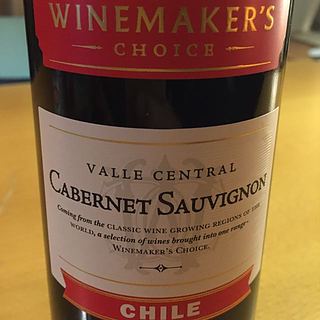 WINEMAKER'S
CHOICE
VALLE CENTRAL
CABERNET SAUVIGNON
Coming from the CLASSIC WINE GROWING REGIONS OF THE
WORLD, a selection of wines brought into one range-
WINEMAKER'S CHOICE.
CHILE